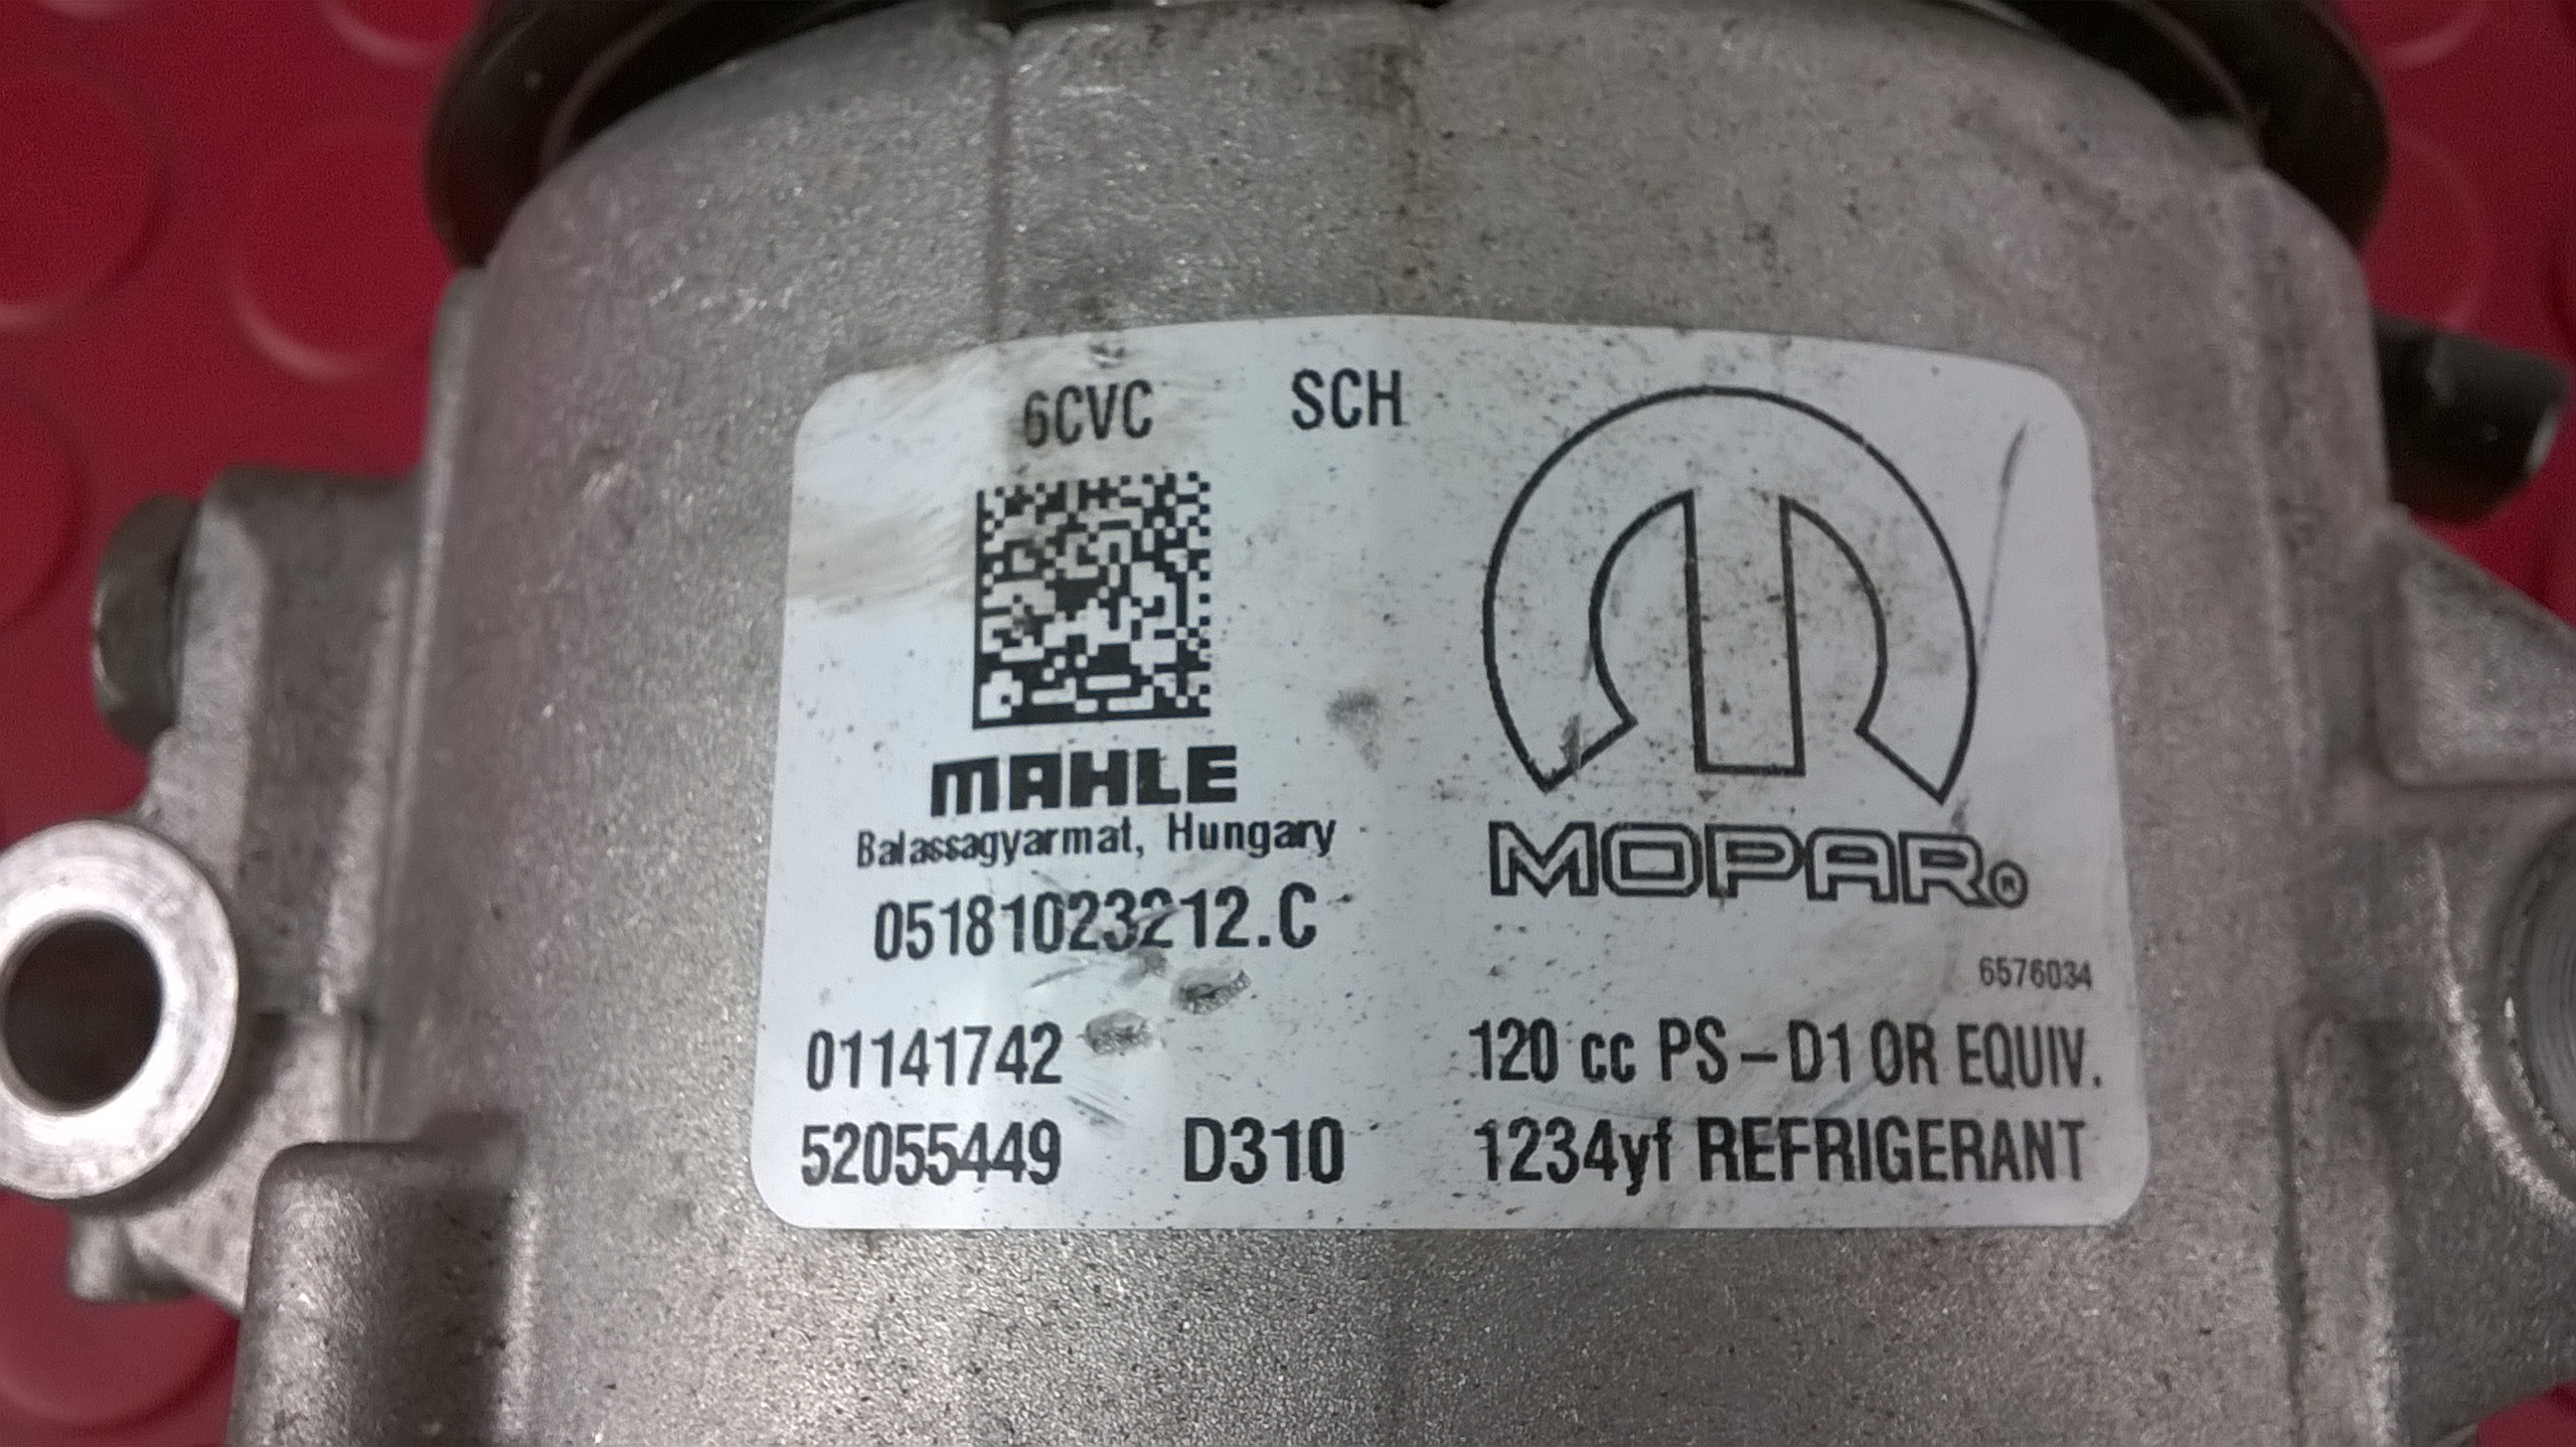 6CVC SCH
MAHLE
Balassagyarmat, Hungary
05181023212.C
MOPAR®
6576034
01141742
120 cc PS-D1 OR EQUIV.
52055449 D310 1234yf REFRIGERANT